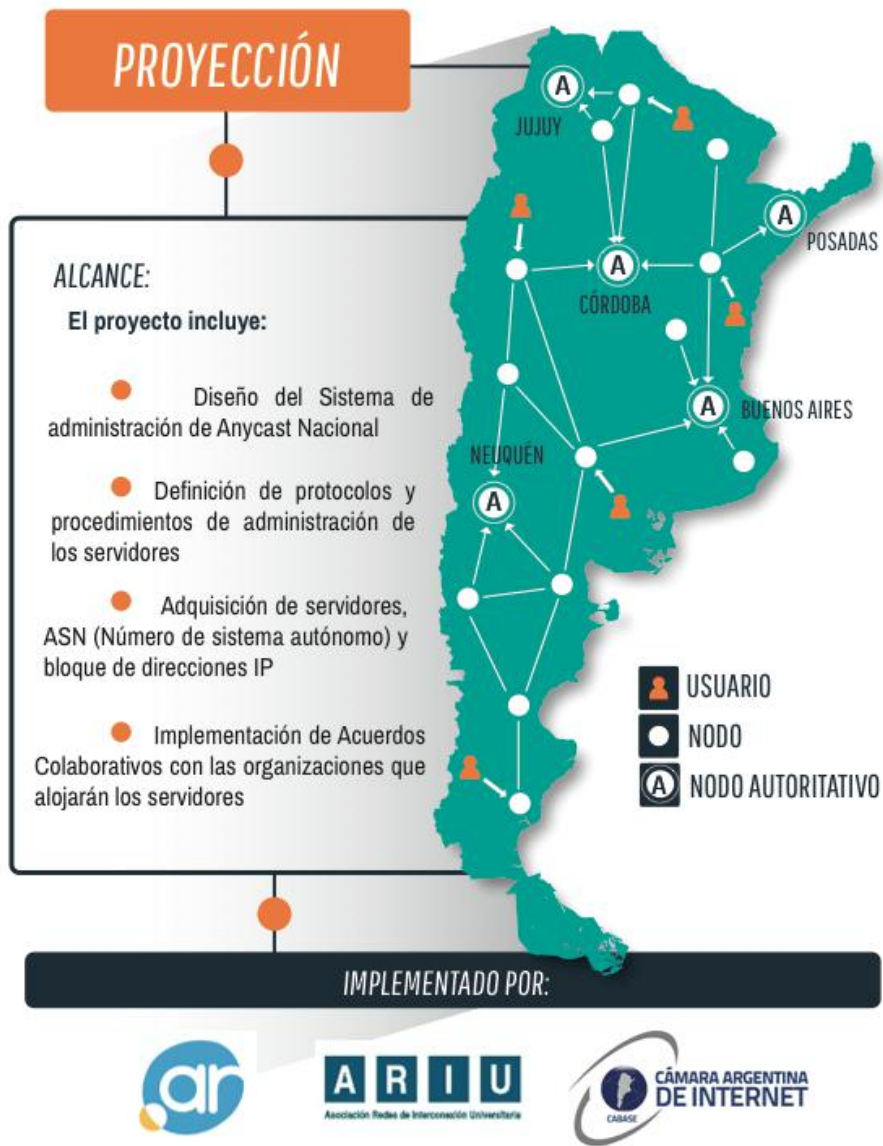 PROYECCIÓN
ALCANCE:
El proyecto incluye:
Diseño del Sistema de
administración de Anycast Nacional
Definición de protocolos y
procedimientos de administración de
los servidores
Adquisición de servidores,
ASN (Número de sistema autónomo) y
bloque de direcciones IP
Implementación de Acuerdos
Colaborativos con las organizaciones que
alojarán los servidores
A
JUJUY
A
POSADAS
A
CÓRDOBA
A
BUENOS AIRES
NEUQUÉN
A
USUARIO
NODO
A NODO AUTORITATIVO
IMPLEMENTADO POR:
ar
ARIU
Asociación Redes de Interconexión Universitaria
CABASE
CÁMARA ARGENTINA
DE INTERNET